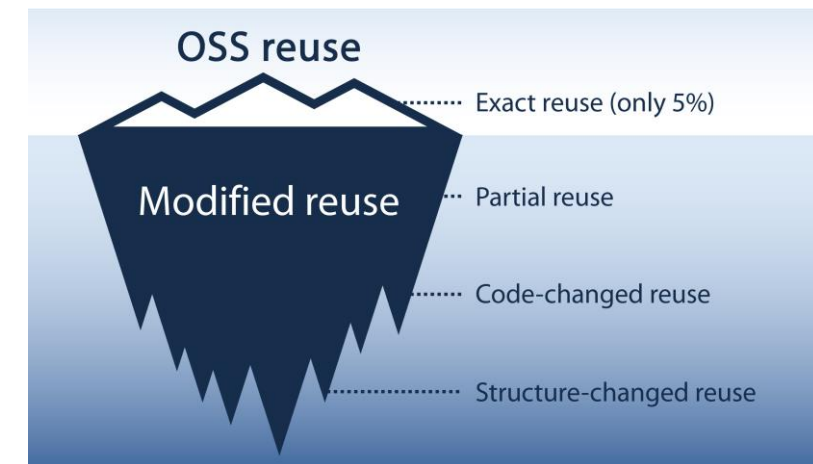 OSS reuse
Exact reuse (only 5%)
Modified reuse
Partial reuse
Code-changed reuse
Structure-changed reuse